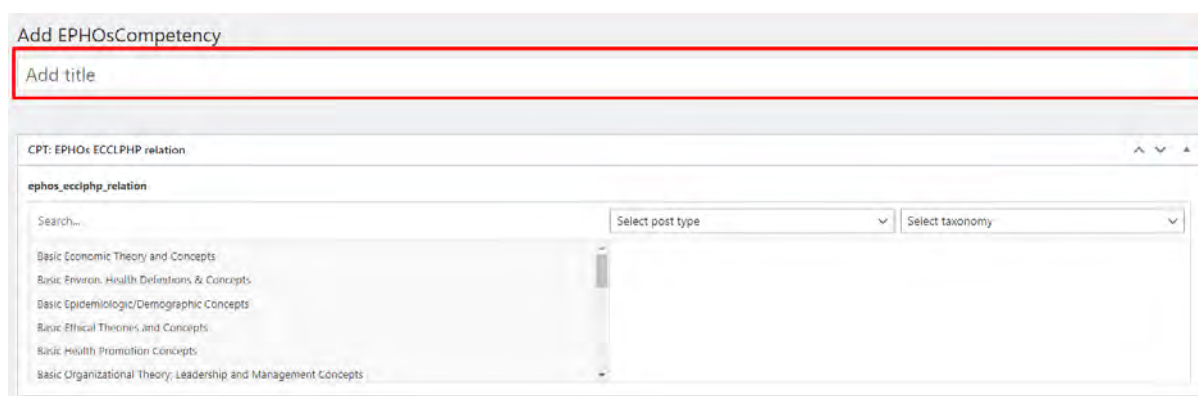 Add EPHOsCompetency
Add title
CPT: EPHOs ECCLPHP relation
ephos_ecclphp_relation
Search...
Select post type
Select taxonomy
Basic Economic Theory and Concepts
Basic Environ. Health Definitions & Concepts
Basic Epidemiologic/Demographic Concepts
Basic Ethical Theories and Concepts
Basic Health Promotion Concepts
Basic Organizational Theory, Leadership and Management Concepts